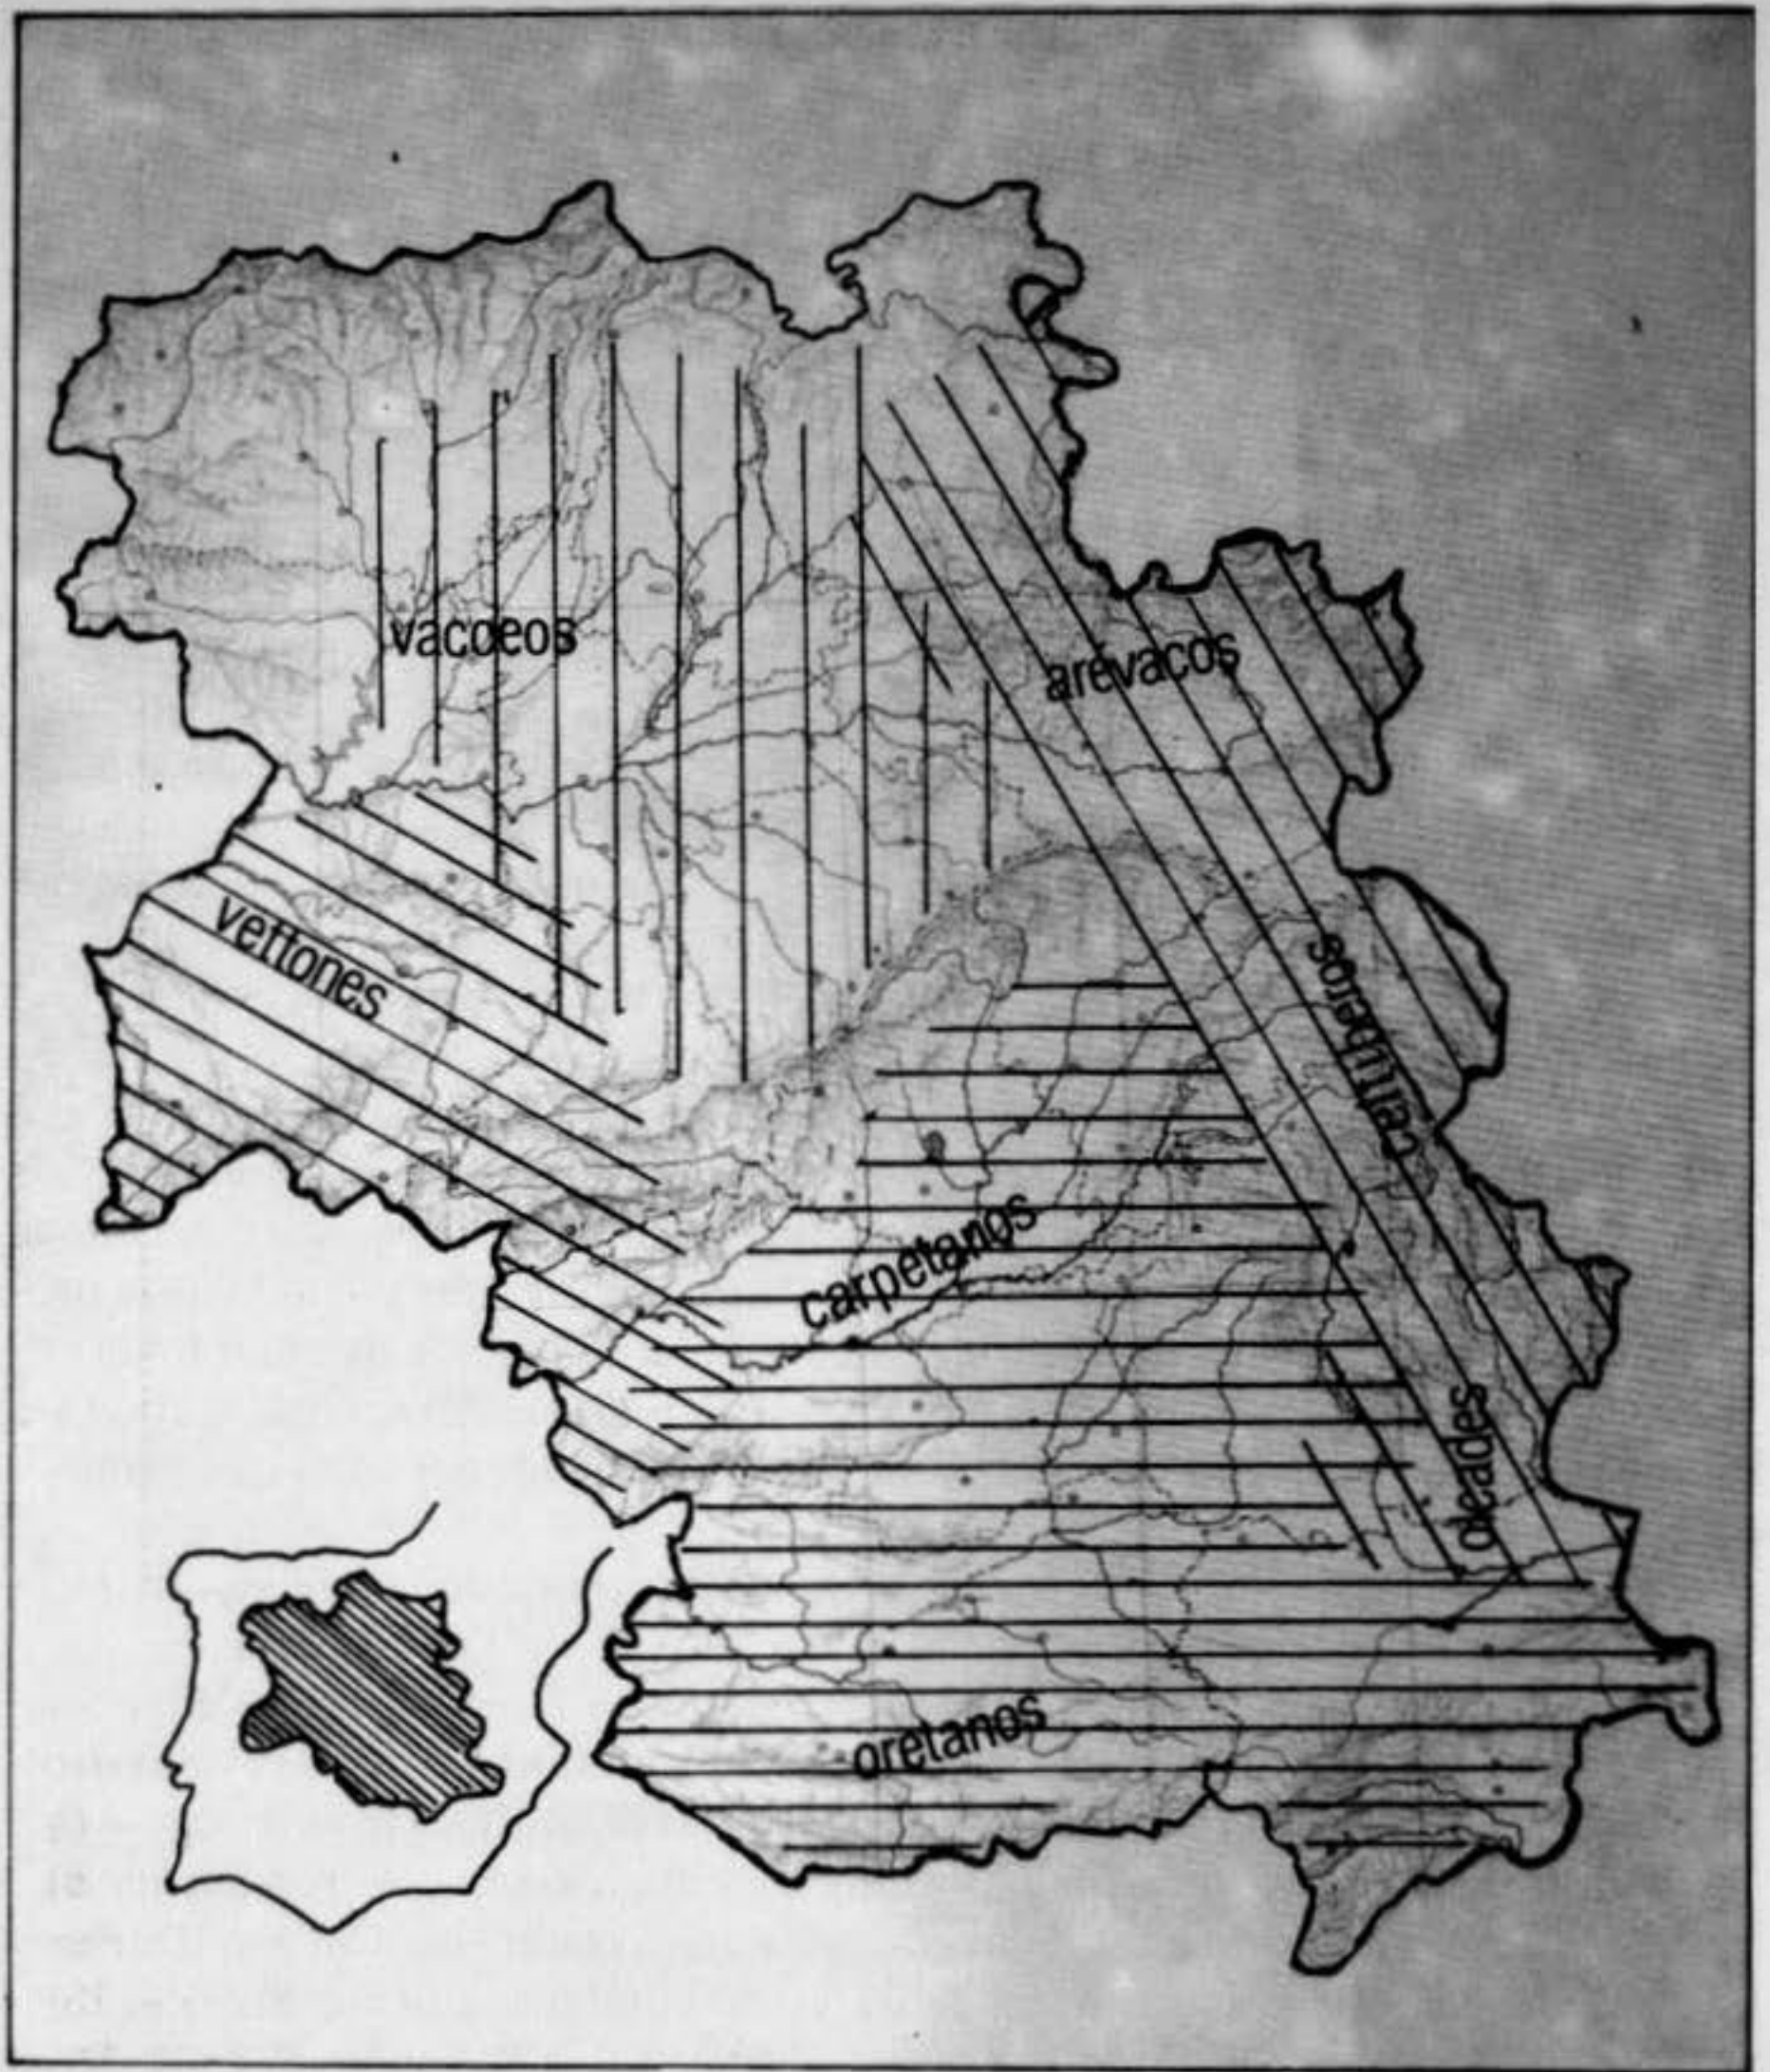 vacceos
arevacos
vettones
celtiberos
carpetanos
olcades
oretanos